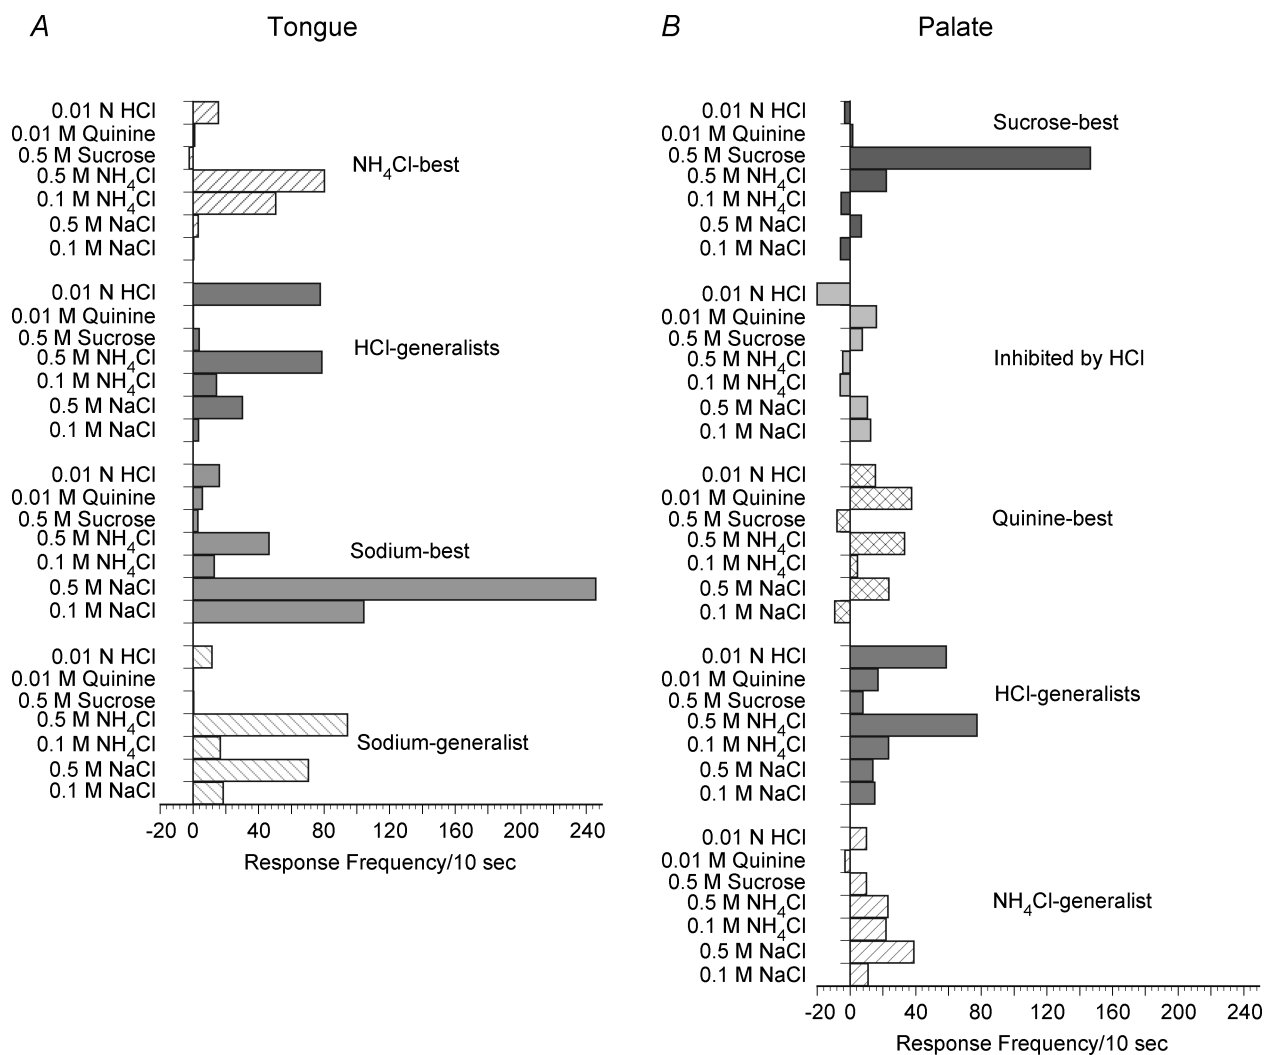 A
Tongue
0.01 N HCl
0.01 M Quinine
0.5 M Sucrose
0.5 M NH4Cl
0.1 M NH4Cl
0.5 M NaCl
0.1 M NaCl
NH4Cl-best
0.01 N HCl
0.01 M Quinine
0.5 M Sucrose
0.5 M NH4Cl
0.1 M NH4Cl
0.5 M NaCl
0.1 M NaCl
HCl-generalists
0.01 N HCl
0.01 M Quinine
0.5 M Sucrose
0.5 M NH4Cl
0.1 M NH4Cl
0.5 M NaCl
0.1 M NaCl
Sodium-best
0.01 N HCl
0.01 M Quinine
0.5 M Sucrose
0.5 M NH4Cl
0.1 M NH4Cl
0.5 M NaCl
0.1 M NaCl
Sodium-generalist
-20 0 40 80 120 160 200 240
Response Frequency/10 sec
B
Palate
0.01 N HCl
0.01 M Quinine
0.5 M Sucrose
0.5 M NH4Cl
0.1 M NH4Cl
0.5 M NaCl
0.1 M NaCl
Sucrose-best
0.01 N HCl
0.01 M Quinine
0.5 M Sucrose
0.5 M NH4Cl
0.1 M NH4Cl
0.5 M NaCl
0.1 M NaCl
Inhibited by HCl
0.01 N HCl
0.01 M Quinine
0.5 M Sucrose
0.5 M NH4Cl
0.1 M NH4Cl
0.5 M NaCl
0.1 M NaCl
Quinine-best
0.01 N HCl
0.01 M Quinine
0.5 M Sucrose
0.5 M NH4Cl
0.1 M NH4Cl
0.5 M NaCl
0.1 M NaCl
HCl-generalists
0.01 N HCl
0.01 M Quinine
0.5 M Sucrose
0.5 M NH4Cl
0.1 M NH4Cl
0.5 M NaCl
0.1 M NaCl
NH4Cl-generalist
-20 0 40 80 120 160 200 240
Response Frequency/10 sec